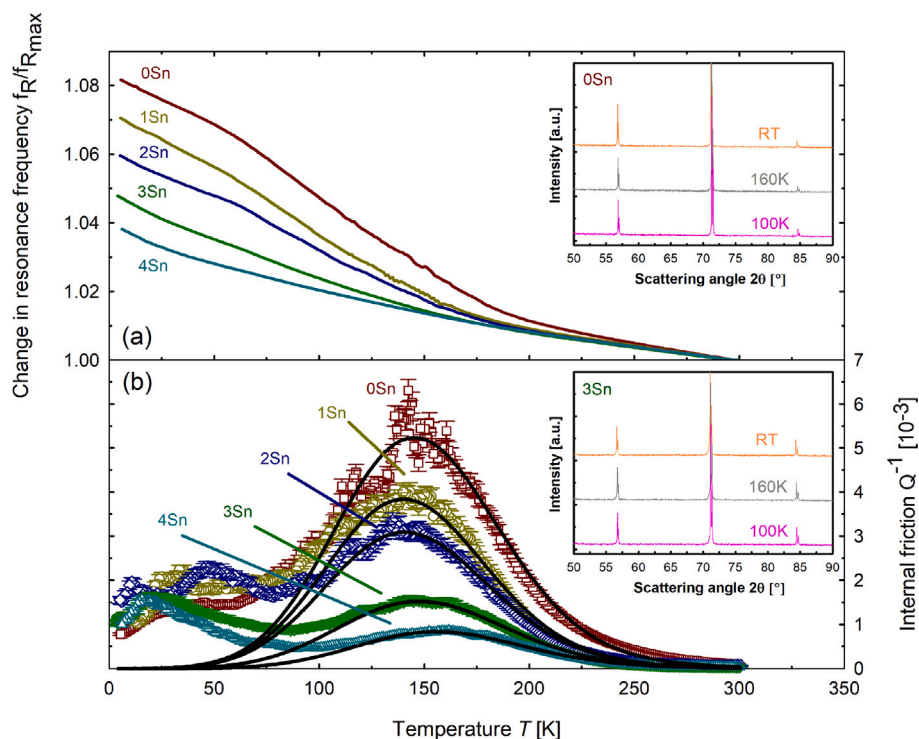 Change in resonance frequency fR/fRmax
1.08
1.06
1.04
1.02
1.00
0Sn
1Sn
2Sn
3Sn
4Sn
(a)
0Sn
Intensity [a.u.]
RT
160K
100K
50 55 60 65 70 75 80 85 90
Scattering angle 2θ [°]
(b)
0Sn
1Sn
2Sn
3Sn
4Sn
3Sn
Intensity [a.u.]
RT
160K
100K
50 55 60 65 70 75 80 85 90
Scattering angle 2θ [°]
7
6
5
4
3
2
1
0
Internal friction Q-1 [10-3]
0 50 100 150 200 250 300 350
Temperature T [K]